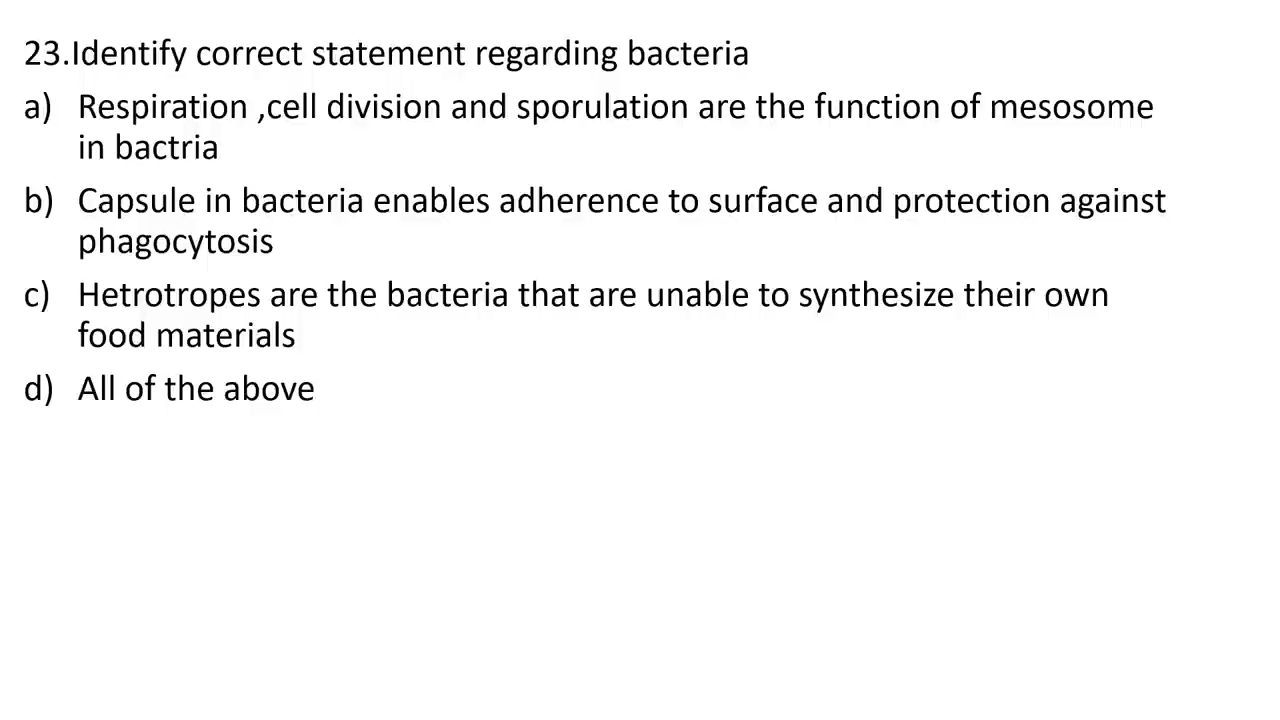 23.Identify correct statement regarding bacteria
a) Respiration ,cell division and sporulation are the function of mesosome
in bactria
b) Capsule in bacteria enables adherence to surface and protection against
phagocytosis
c) Hetrotropes are the bacteria that are unable to synthesize their own
food materials
d) All of the above